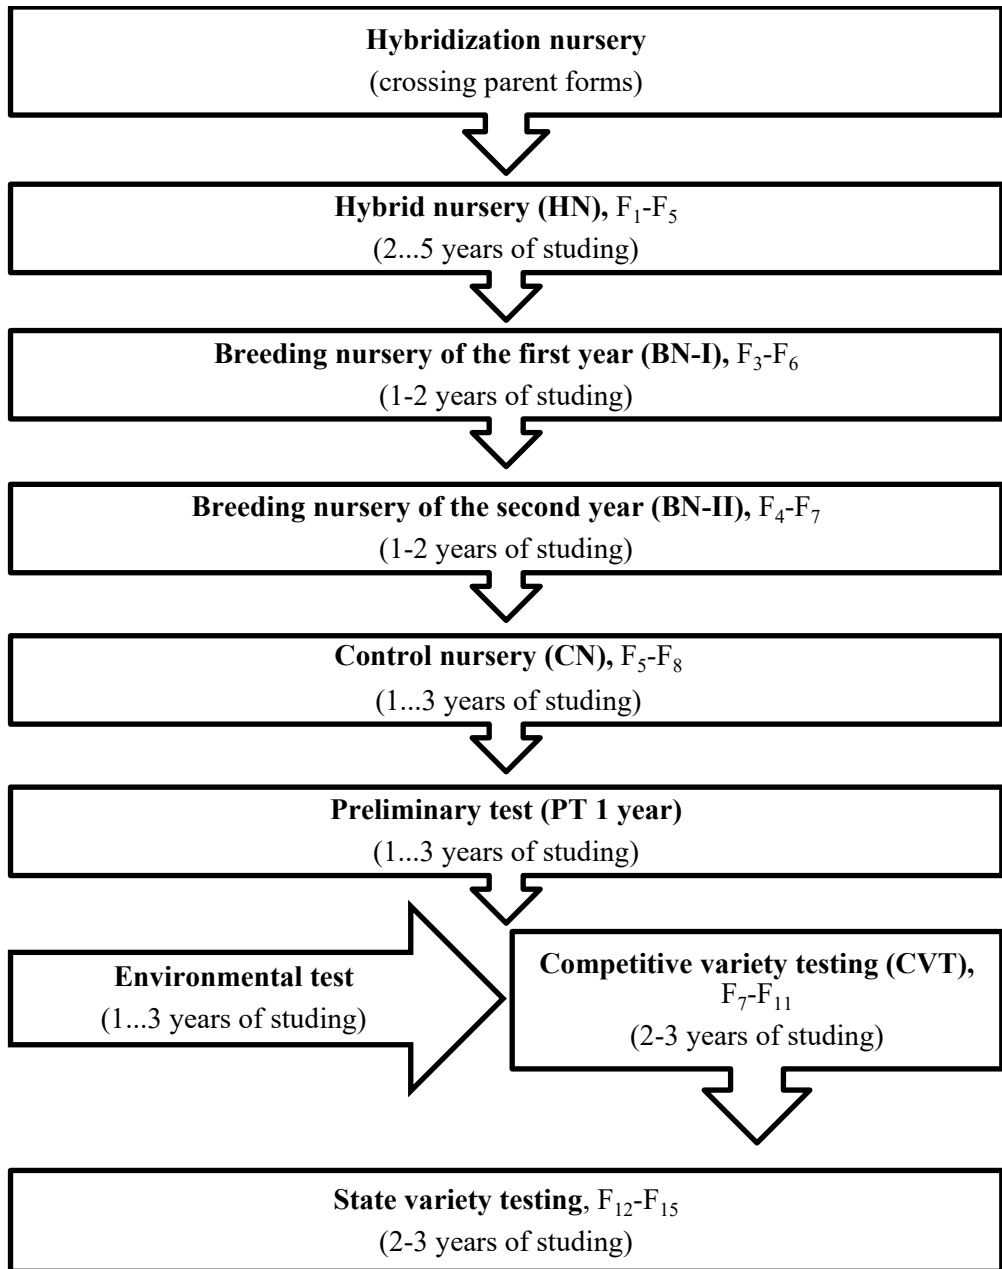 Hybridization nursery
(crossing parent forms)
Hybrid nursery (HN), F₁-F₅
(2...5 years of studing)
Breeding nursery of the first year (BN-I), F₃-F₆
(1-2 years of studing)
Breeding nursery of the second year (BN-II), F₄-F₇
(1-2 years of studing)
Control nursery (CN), F₅-F₈
(1...3 years of studing)
Preliminary test (PT 1 year)
(1...3 years of studing)
Environmental test
(1...3 years of studing)
Competitive variety testing (CVT),
F₇-F₁₁
(2-3 years of studing)
State variety testing, F₁₂-F₁₅
(2-3 years of studing)